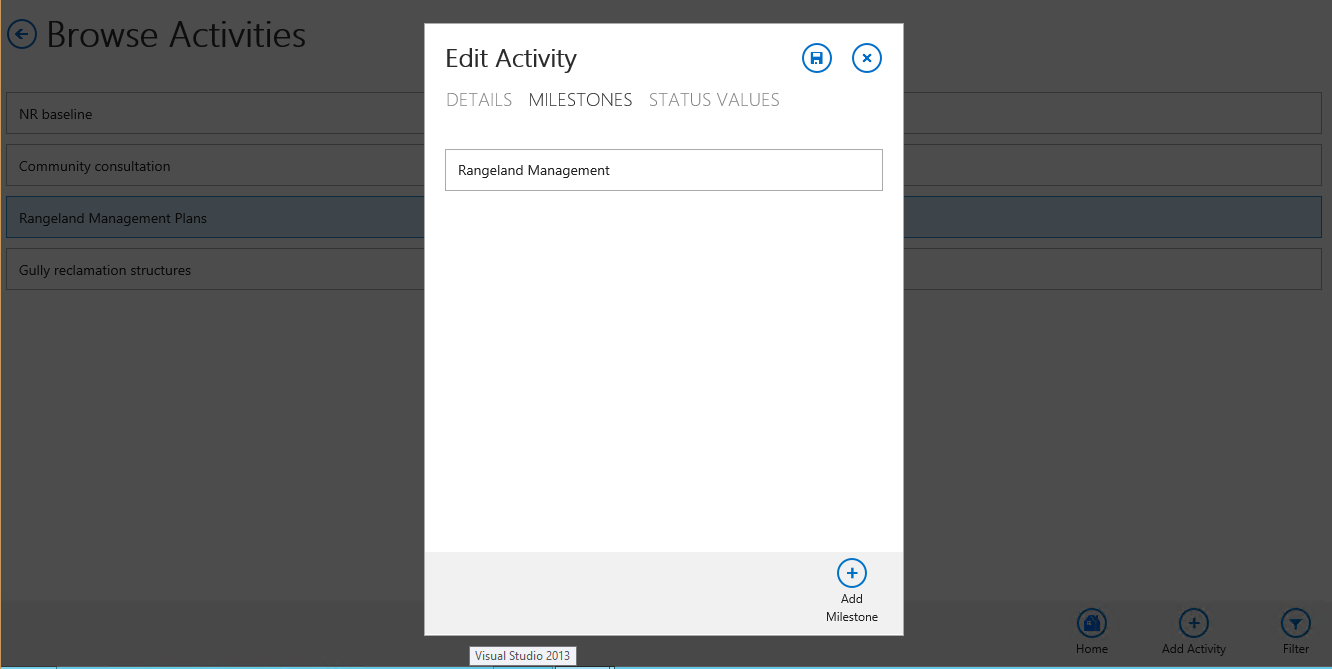 Browse Activities
NR baseline
Community consultation
Rangeland Management Plans
Gully reclamation structures
Edit Activity
DETAILS MILESTONES STATUS VALUES
Rangeland Management
Add
Milestone
Home Add Activity Filter
Visual Studio 2013